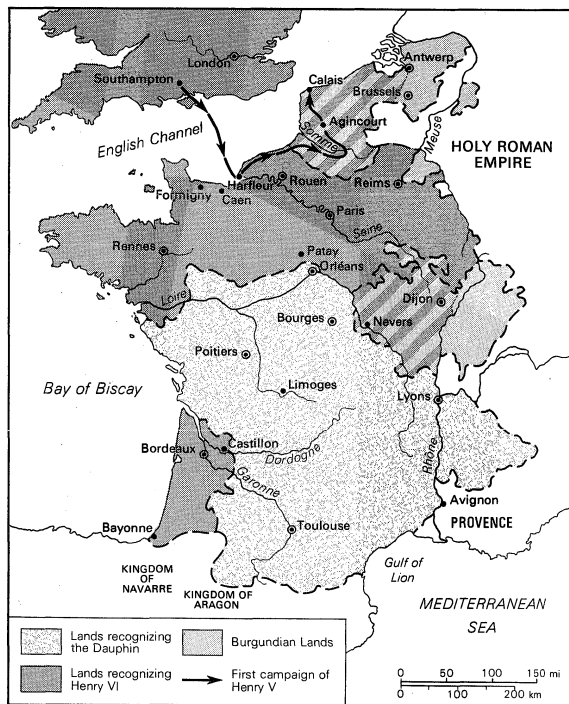 London
Southampton
Antwerp
Calais
Brussels
Agincourt
Somme
English Channel
Meuse
HOLY ROMAN
EMPIRE
Harfleur
Rouen
Reims
Formigny
Caen
Paris
Seine
Rennes
Patay
Orléans
Loire
Dijon
Bourges
Nevers
Poitiers
Bay of Biscay
Limoges
Lyons
Castillon
Bordeaux
Dordogne
Rhône
Garonne
Avignon
Toulouse
PROVENCE
Bayonne
Gulf of
Lion
KINGDOM
OF
NAVARRE
KINGDOM
OF ARAGON
MEDITERRANEAN
SEA
Lands recognizing
the Dauphin
Burgundian Lands
Lands recognizing
Henry VI
First campaign of
Henry V
0 50 100 150 mi
0 100 200 km